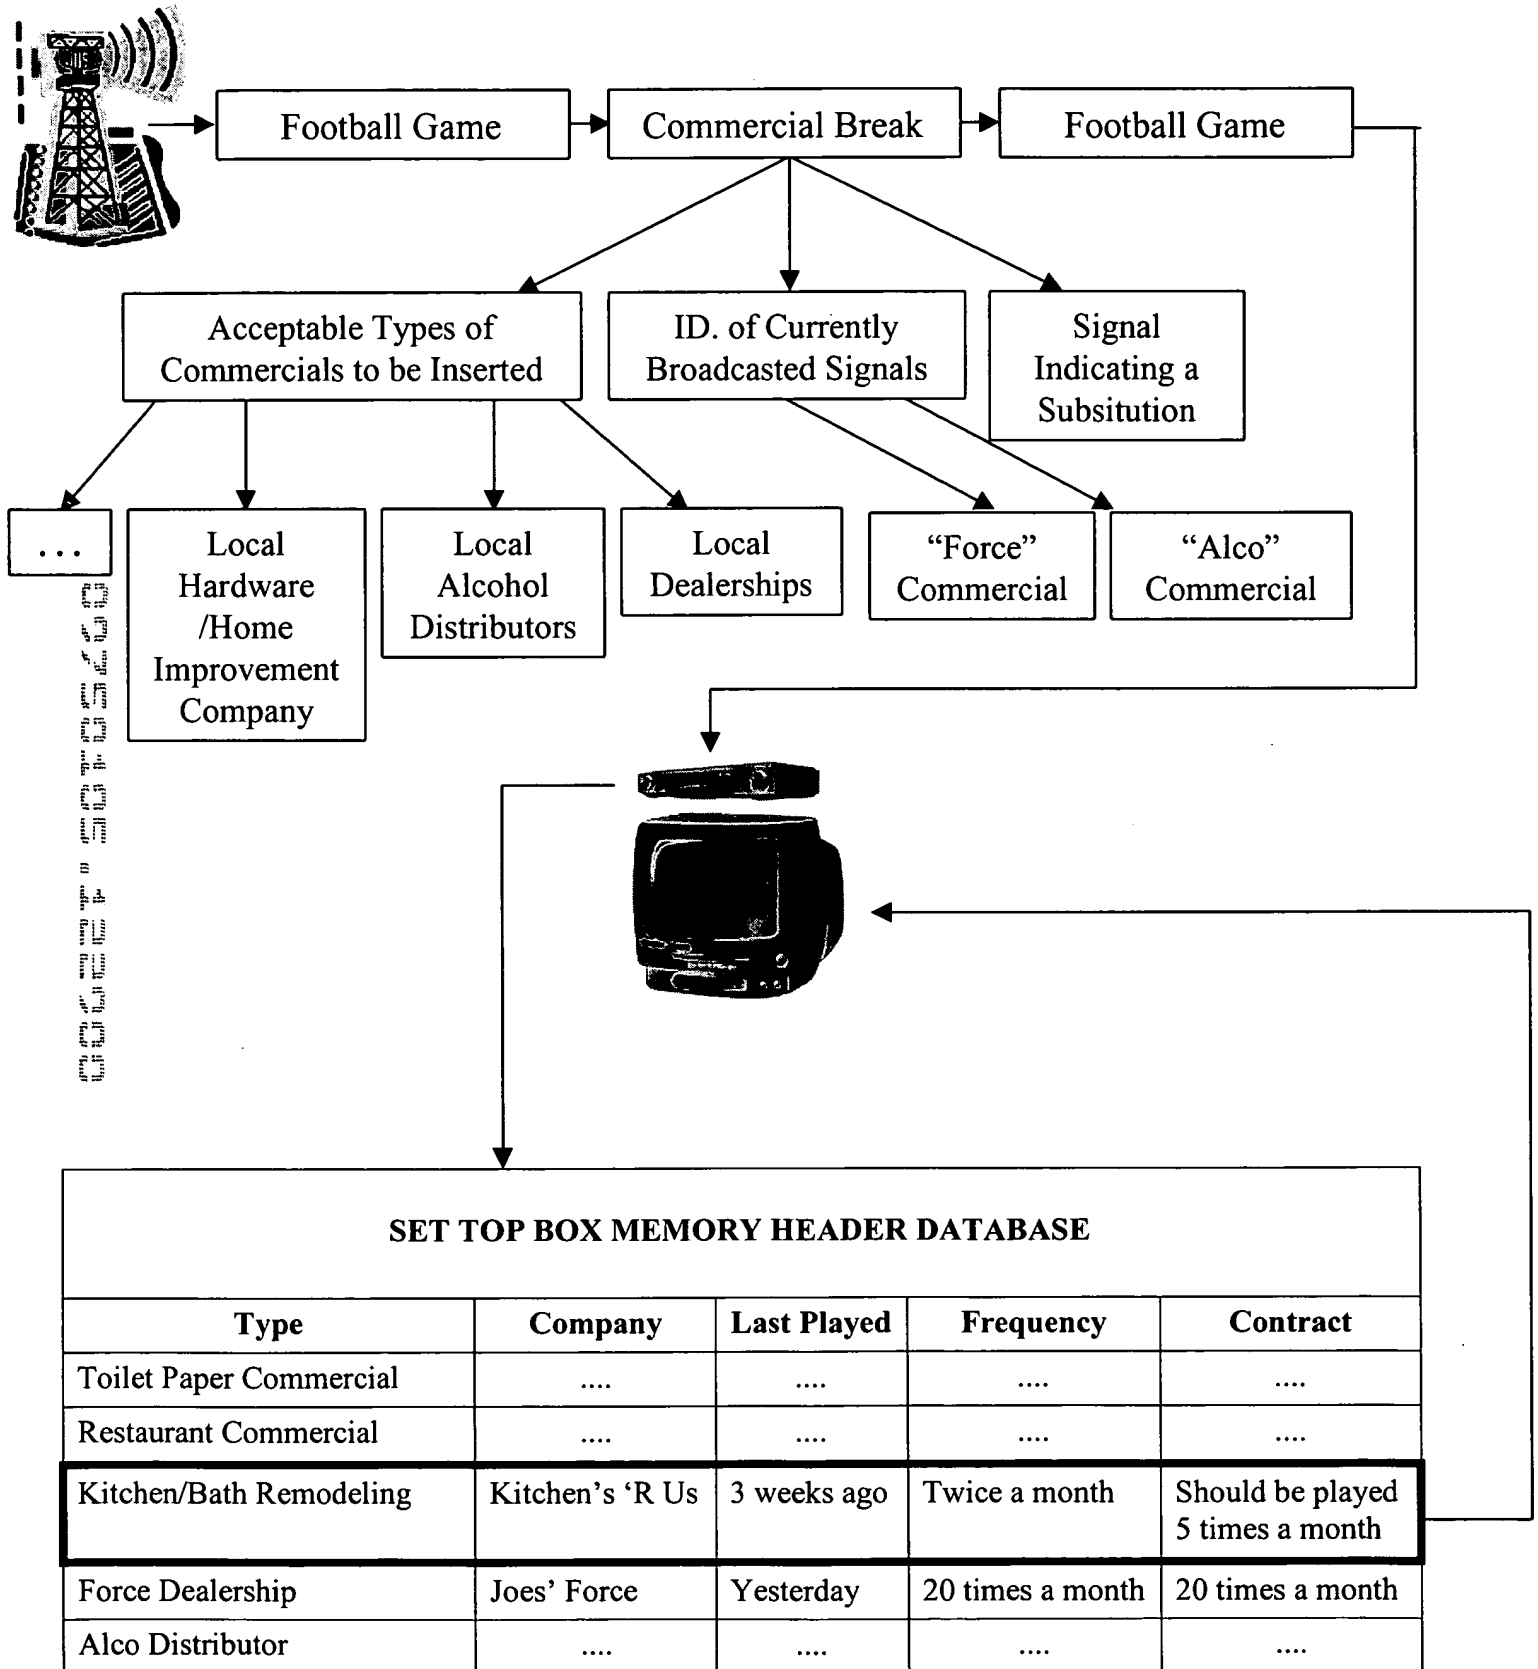 Football Game
Commercial Break
Football Game
Acceptable Types of
Commercials to be Inserted
ID. of Currently
Broadcasted Signals
Signal
Indicating a
Subsitution
...
Local
Hardware
/Home
Improvement
Company
Local
Alcohol
Distributors
Local
Dealerships
“Force”
Commercial
“Alco”
Commercial
SET TOP BOX MEMORY HEADER DATABASE
Type Company Last Played Frequency Contract
Toilet Paper Commercial .... .... .... ....
Restaurant Commercial .... .... .... ....
Kitchen/Bath Remodeling Kitchen's ‘R Us 3 weeks ago Twice a month Should be played
5 times a month
Force Dealership Joes' Force Yesterday 20 times a month 20 times a month
Alco Distributor .... .... .... ....